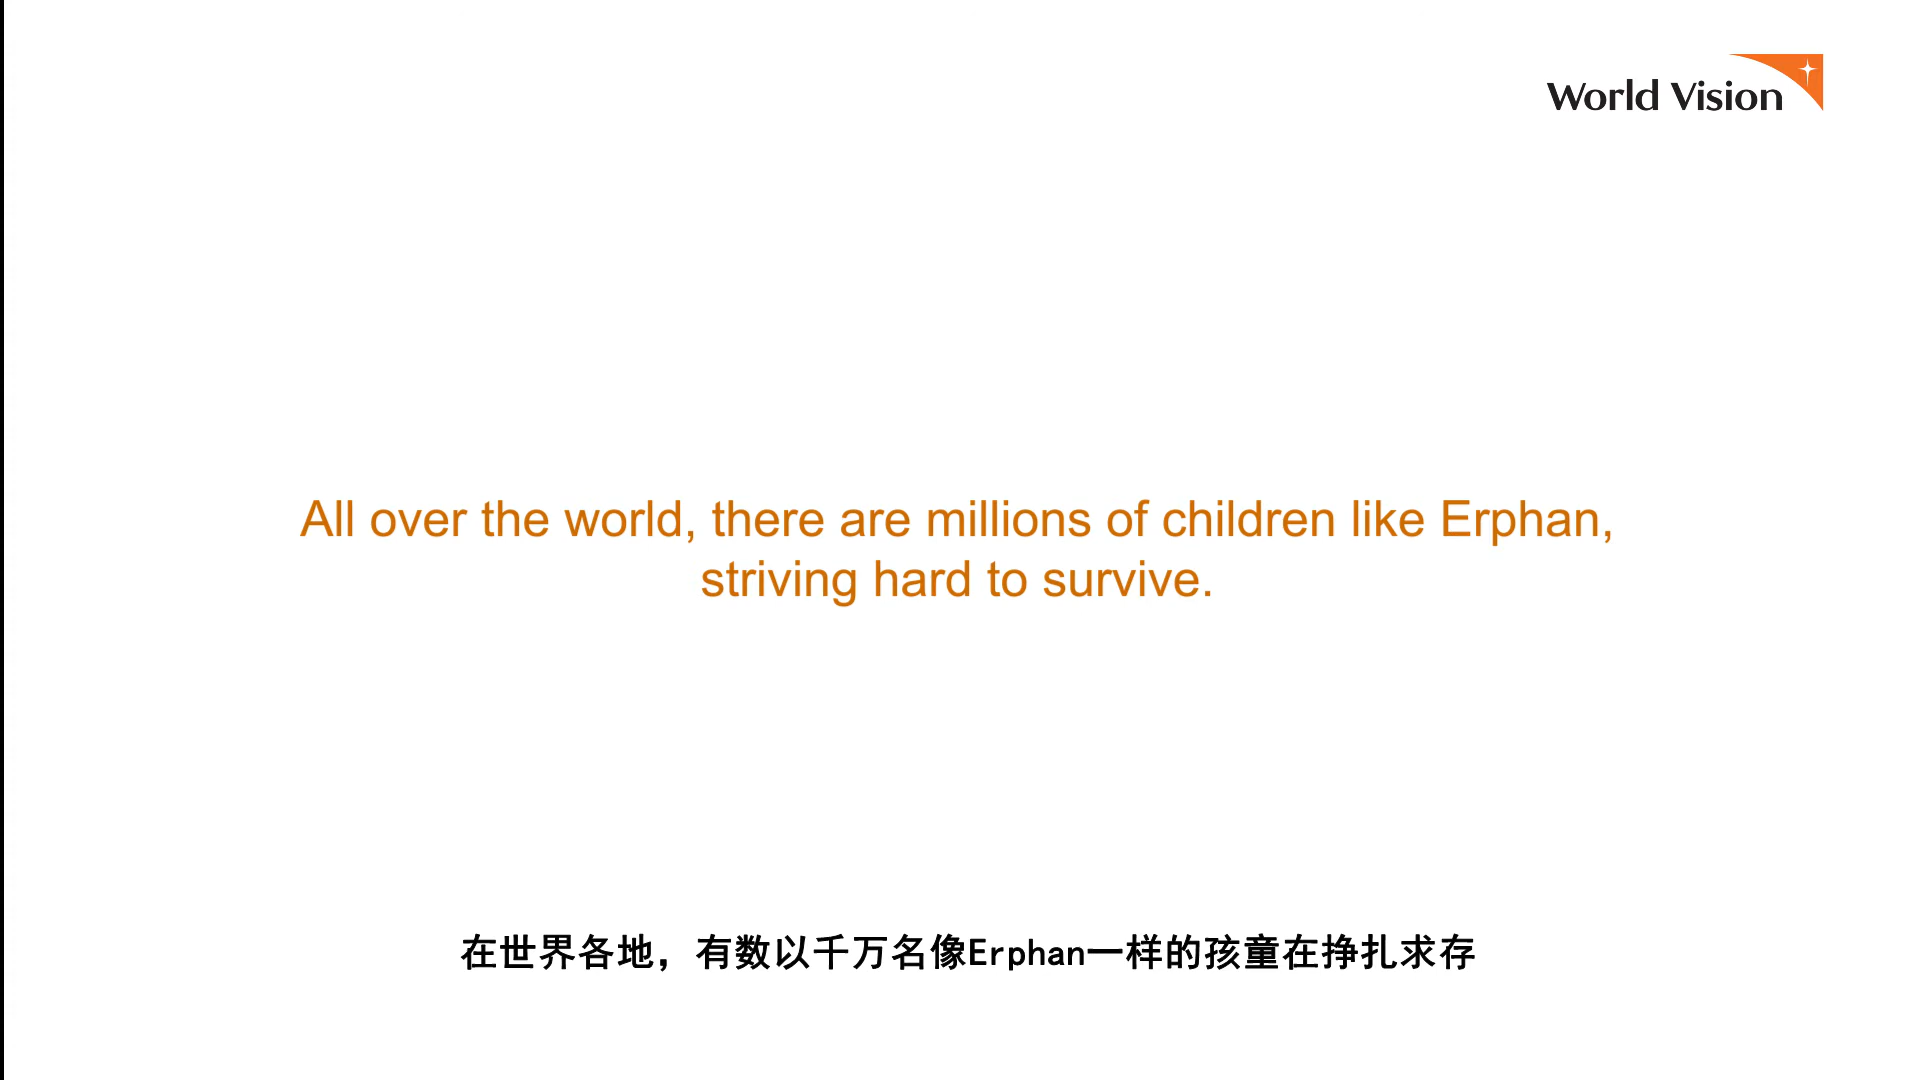 World Vision
All over the world, there are millions of children like Erphan,
striving hard to survive.
在世界各地，有数以千万名像Erphan一样的孩童在挣扎求存